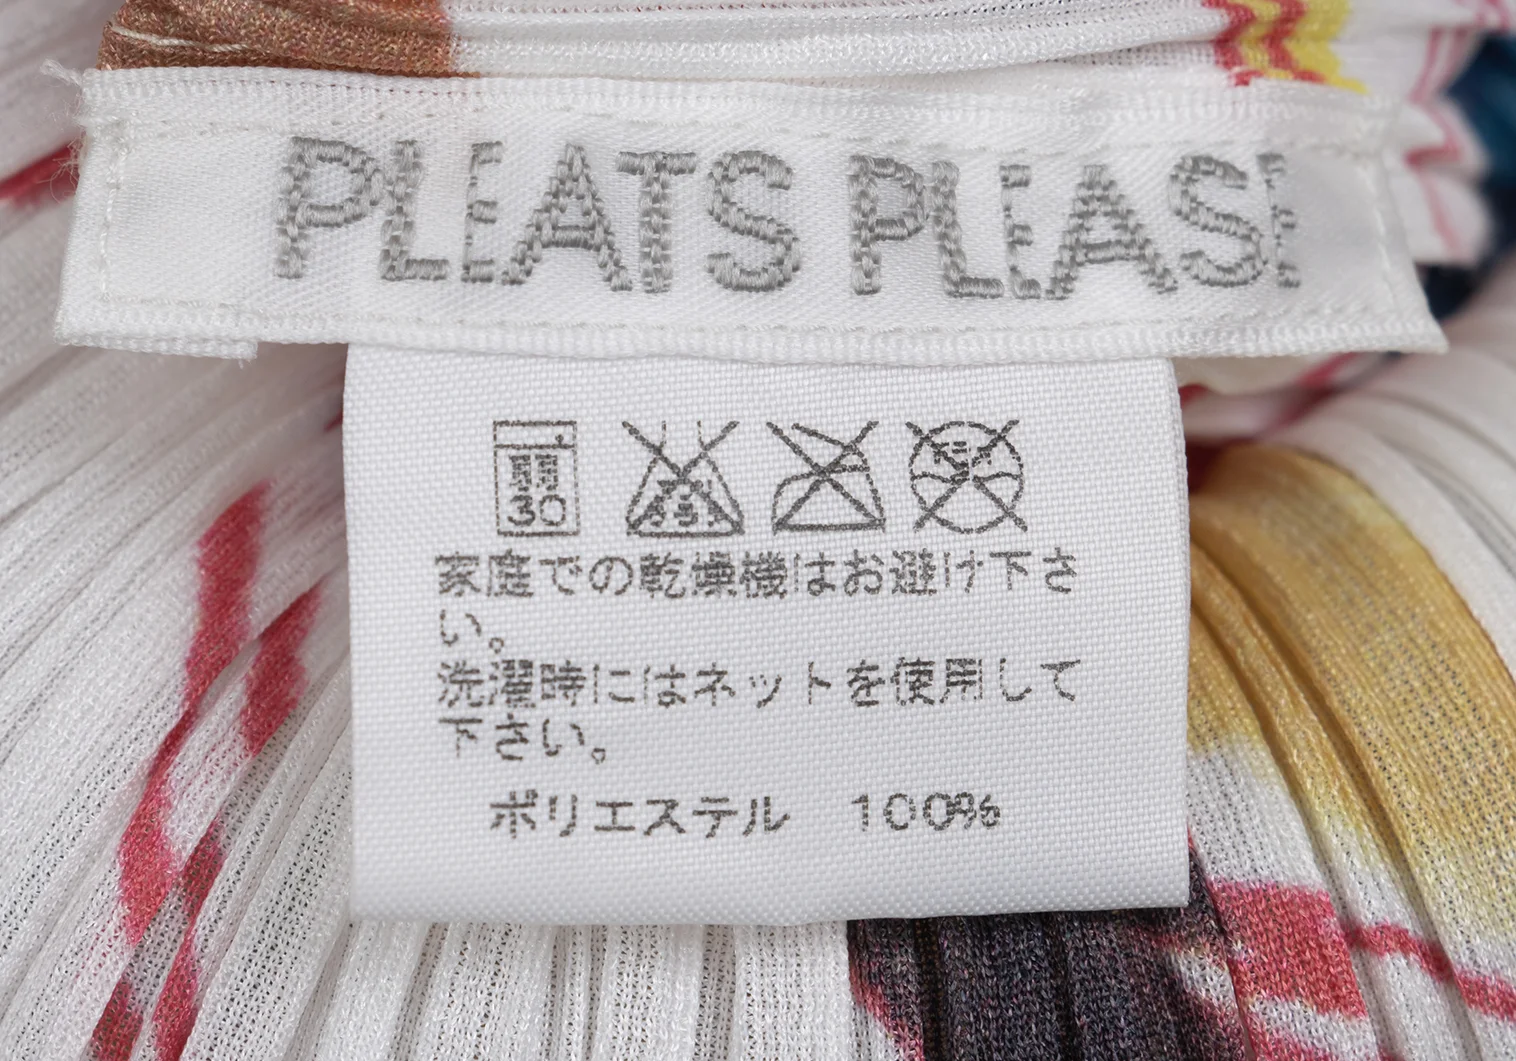 PLEATS PLEASE
30
家庭での乾燥機はお避け下さ
い。
洗濯時にはネットを使用して
下さい。
ポリエステル 100%